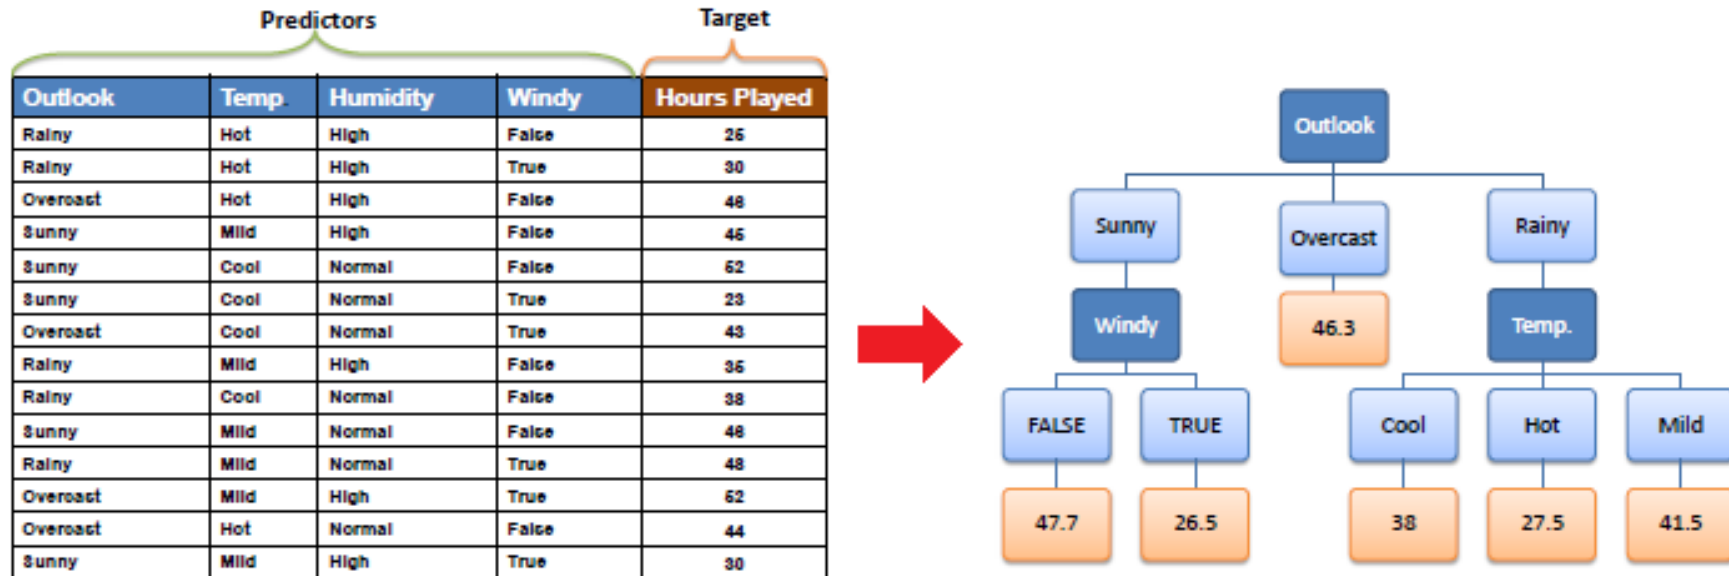 Predictors
Target
Outlook Temp. Humidity Windy Hours Played
Rainy Hot High False 25
Rainy Hot High True 30
Overcast Hot High False 46
Sunny Mild High False 45
Sunny Cool Normal False 52
Sunny Cool Normal True 23
Overcast Cool Normal True 43
Rainy Mild High False 35
Rainy Cool Normal False 38
Sunny Mild Normal False 46
Rainy Mild Normal True 48
Overcast Mild High True 52
Overcast Hot Normal False 44
Sunny Mild High True 30
Outlook
Sunny Overcast Rainy
Windy 46.3 Temp.
FALSE TRUE Cool Hot Mild
47.7 26.5 38 27.5 41.5